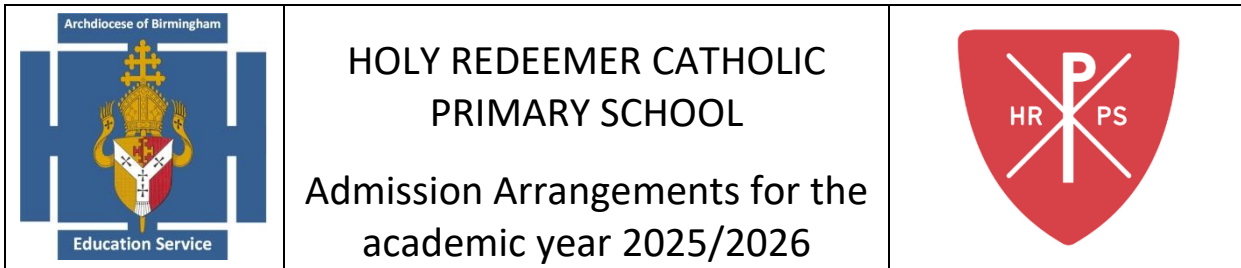 Archdiocese of Birmingham
Education Service
HOLY REDEEMER CATHOLIC
PRIMARY SCHOOL
Admission Arrangements for the
academic year 2025/2026
HR P PS